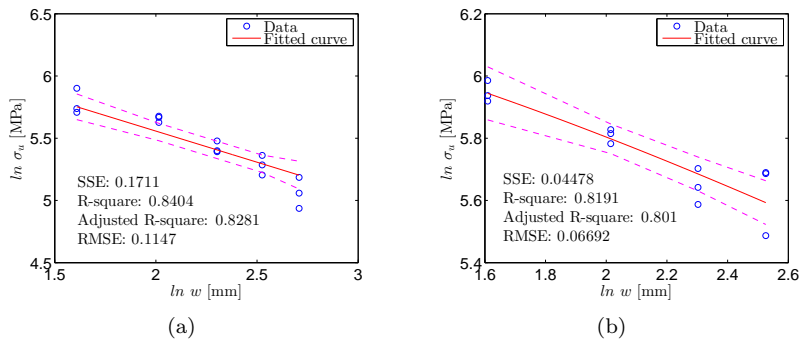 6.5
6
5.5
5
4.5
1.5
2
2.5
3
ln σu [MPa]
ln w [mm]
Data
Fitted curve
SSE: 0.1711
R-square: 0.8404
Adjusted R-square: 0.8281
RMSE: 0.1147
(a)
6.2
6
5.8
5.6
5.4
1.6
1.8
2
2.2
2.4
2.6
ln σu [MPa]
ln w [mm]
Data
Fitted curve
SSE: 0.04478
R-square: 0.8191
Adjusted R-square: 0.801
RMSE: 0.06692
(b)